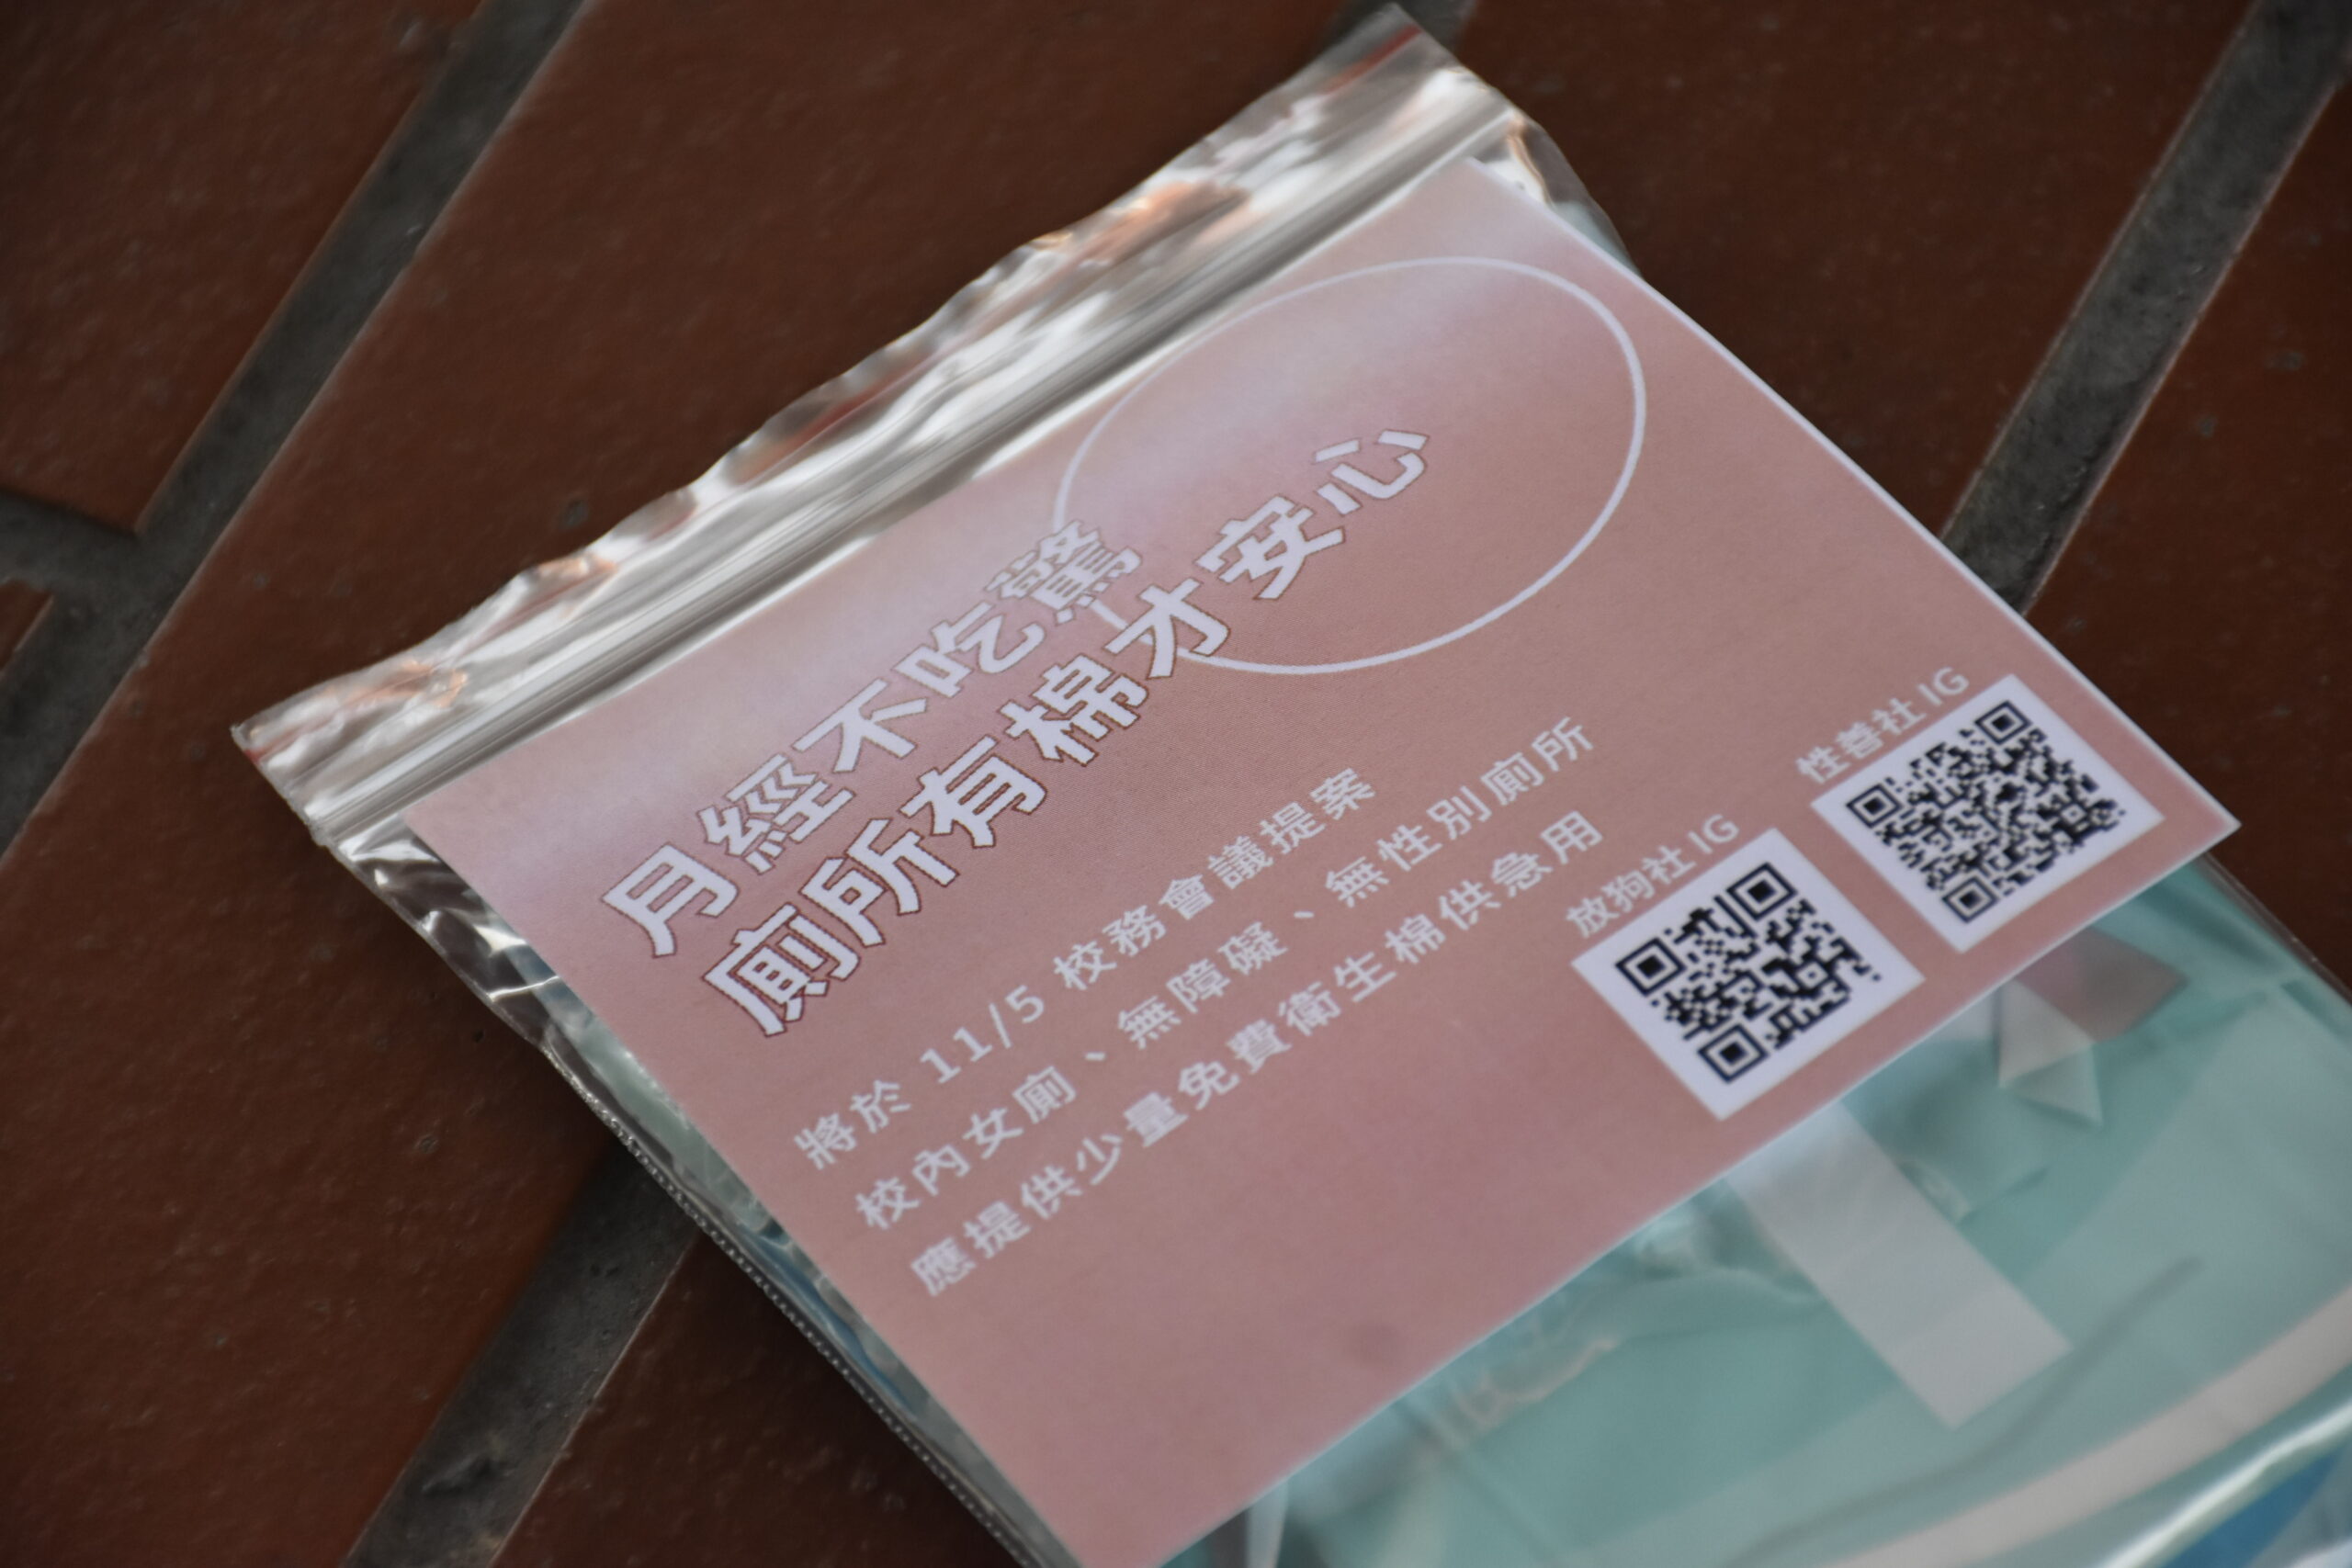 月經不吃驚
廁所有棉才安心
將於 11/5 校務會議提案
校內女廁、無障礙、無性別廁所
應提供少量免費衛生棉供急用
放狗社 IG
性善社 IG